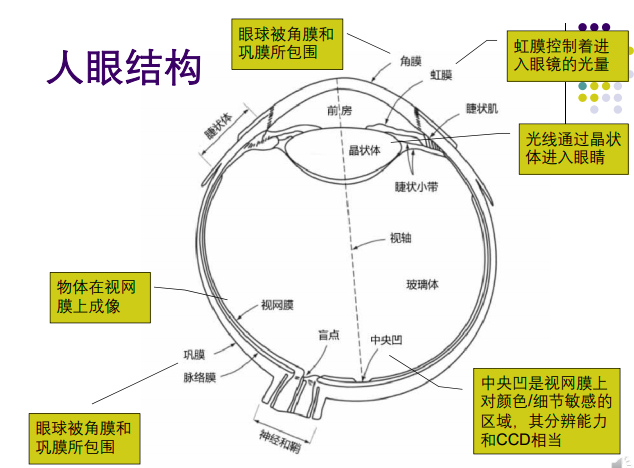 人眼结构
眼球被角膜和
巩膜所包围
虹膜控制着进
入眼镜的光量
角膜
虹膜
前房
睫状肌
睫状体
晶状体
光线通过晶状
体进入眼睛
睫状小带
视轴
玻璃体
物体在视网
膜上成像
视网膜
盲点
中央凹
巩膜
脉络膜
中央凹是视网膜上
对颜色/细节敏感的
区域，其分辨能力
和CCD相当
眼球被角膜和
巩膜所包围
神经和鞘